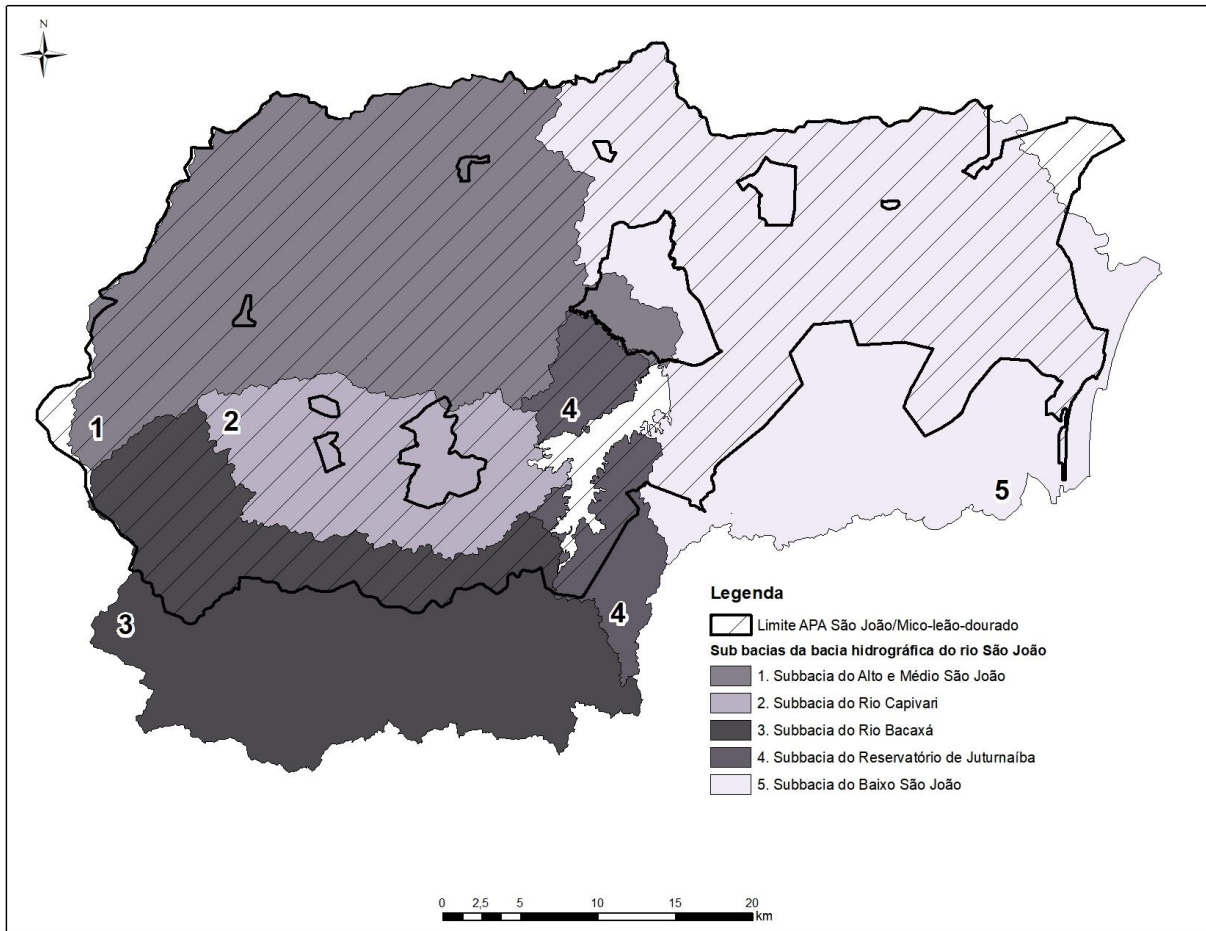 N
1
2
4
3
4
5
Legenda
Limite APA São João/Mico-leão-dourado
Sub bacias da bacia hidrográfica do rio São João
1. Subbacia do Alto e Médio São João
2. Subbacia do Rio Capivari
3. Subbacia do Rio Bacaxá
4. Subbacia do Reservatório de Juturnaíba
5. Subbacia do Baixo São João
0 2,5 5 10 15 20
km